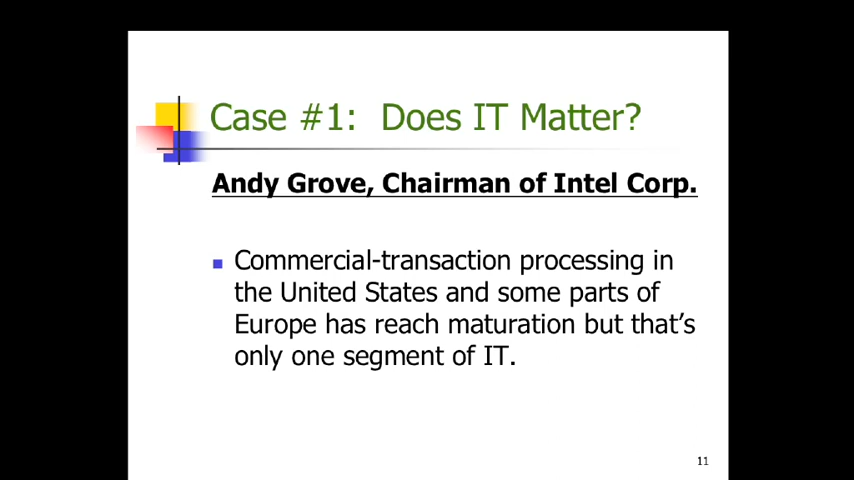 Case #1: Does IT Matter?
Andy Grove, Chairman of Intel Corp.
Commercial-transaction processing in
the United States and some parts of
Europe has reach maturation but that's
only one segment of IT.
11